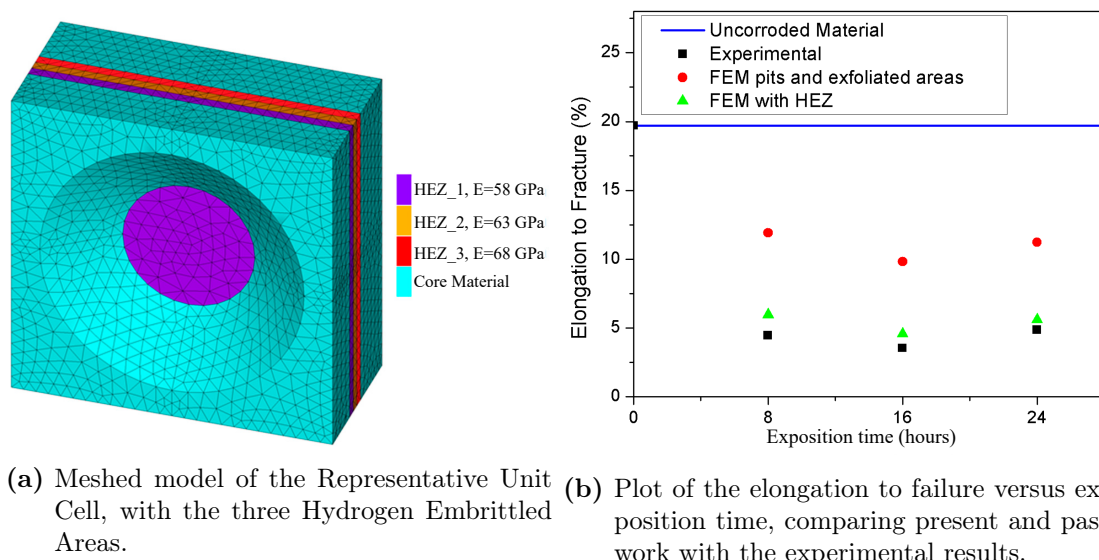 HEZ_1, E=58 GPa
HEZ_2, E=63 GPa
HEZ_3, E=68 GPa
Core Material
(a) Meshed model of the Representative Unit
Cell, with the three Hydrogen Embrittled
Areas.
Uncorroded Material
Experimental
FEM pits and exfoliated areas
FEM with HEZ
Elongation to Fracture (%)
25
20
15
10
5
0
0 8 16 24
Exposition time (hours)
(b) Plot of the elongation to failure versus ex
position time, comparing present and pas
work with the experimental results.